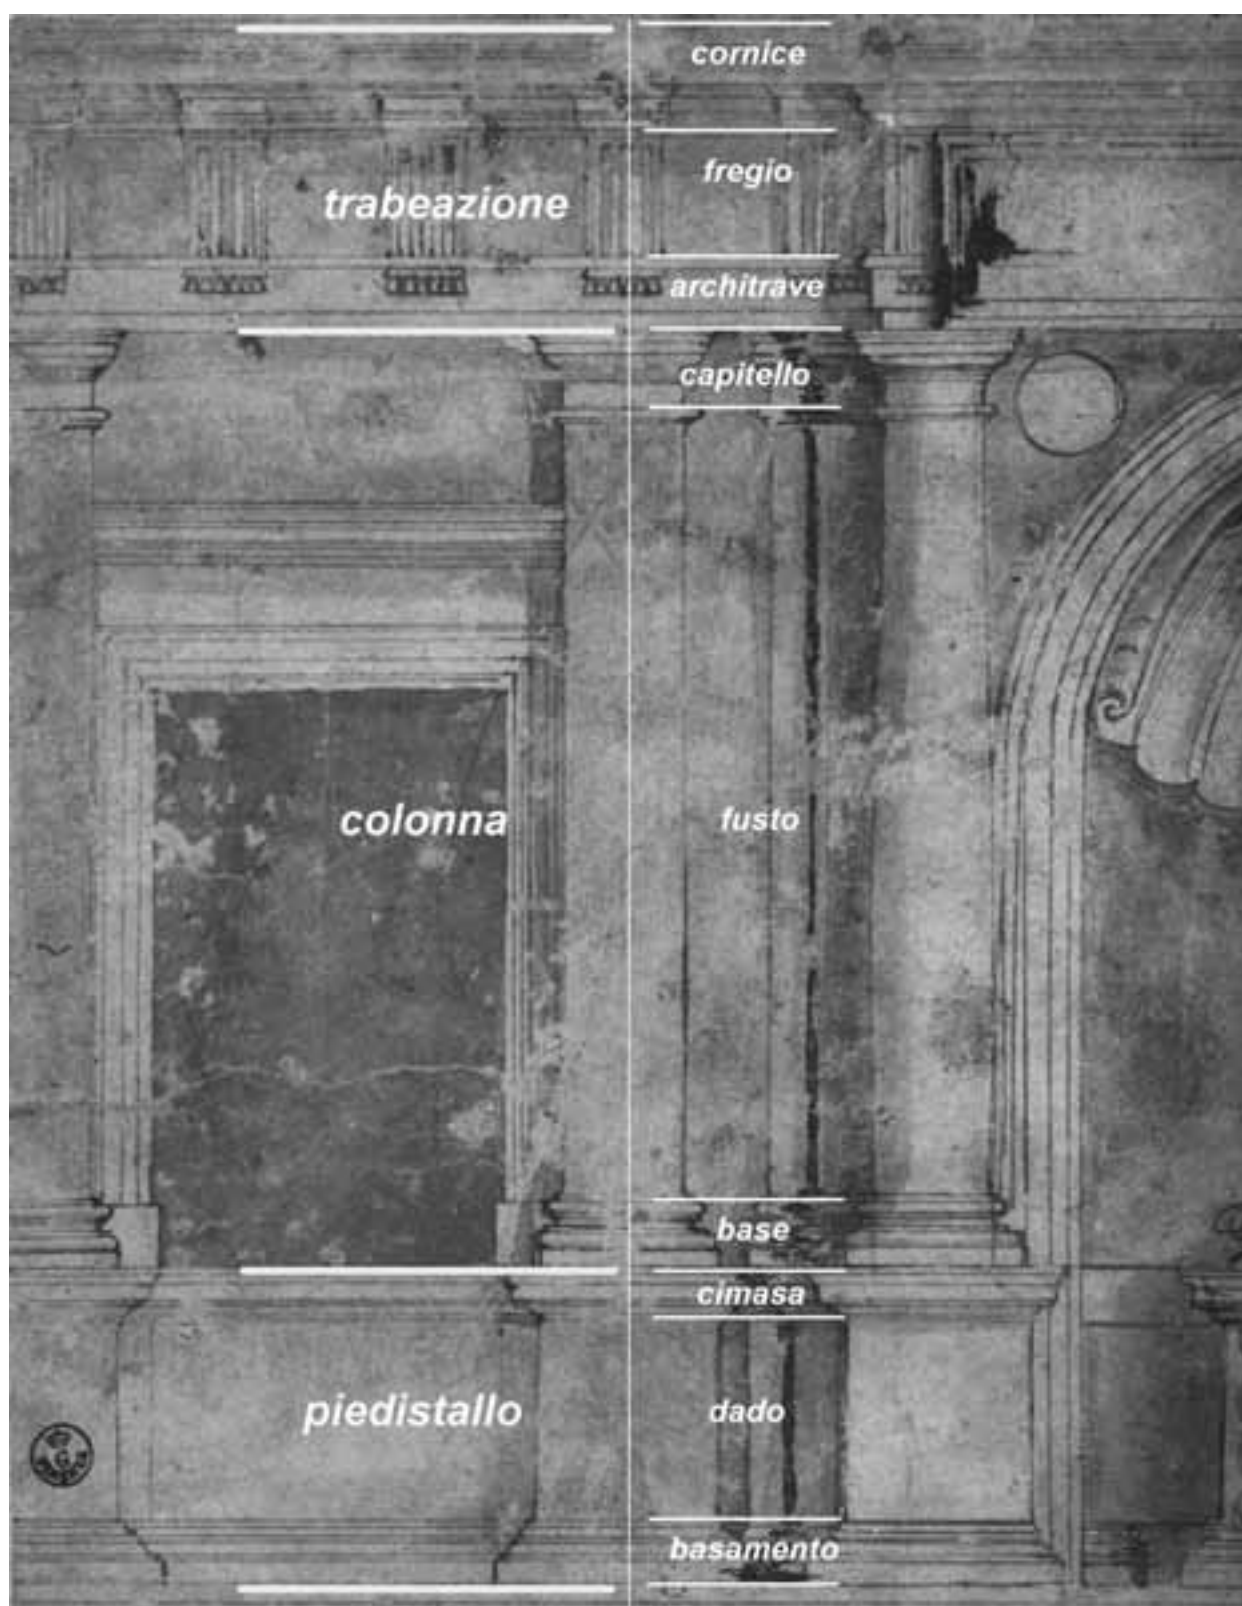 cornice
fregio
trabeazione
architrave
capitello
colonna
fusto
base
cimasa
piedistallo
dado
basamento